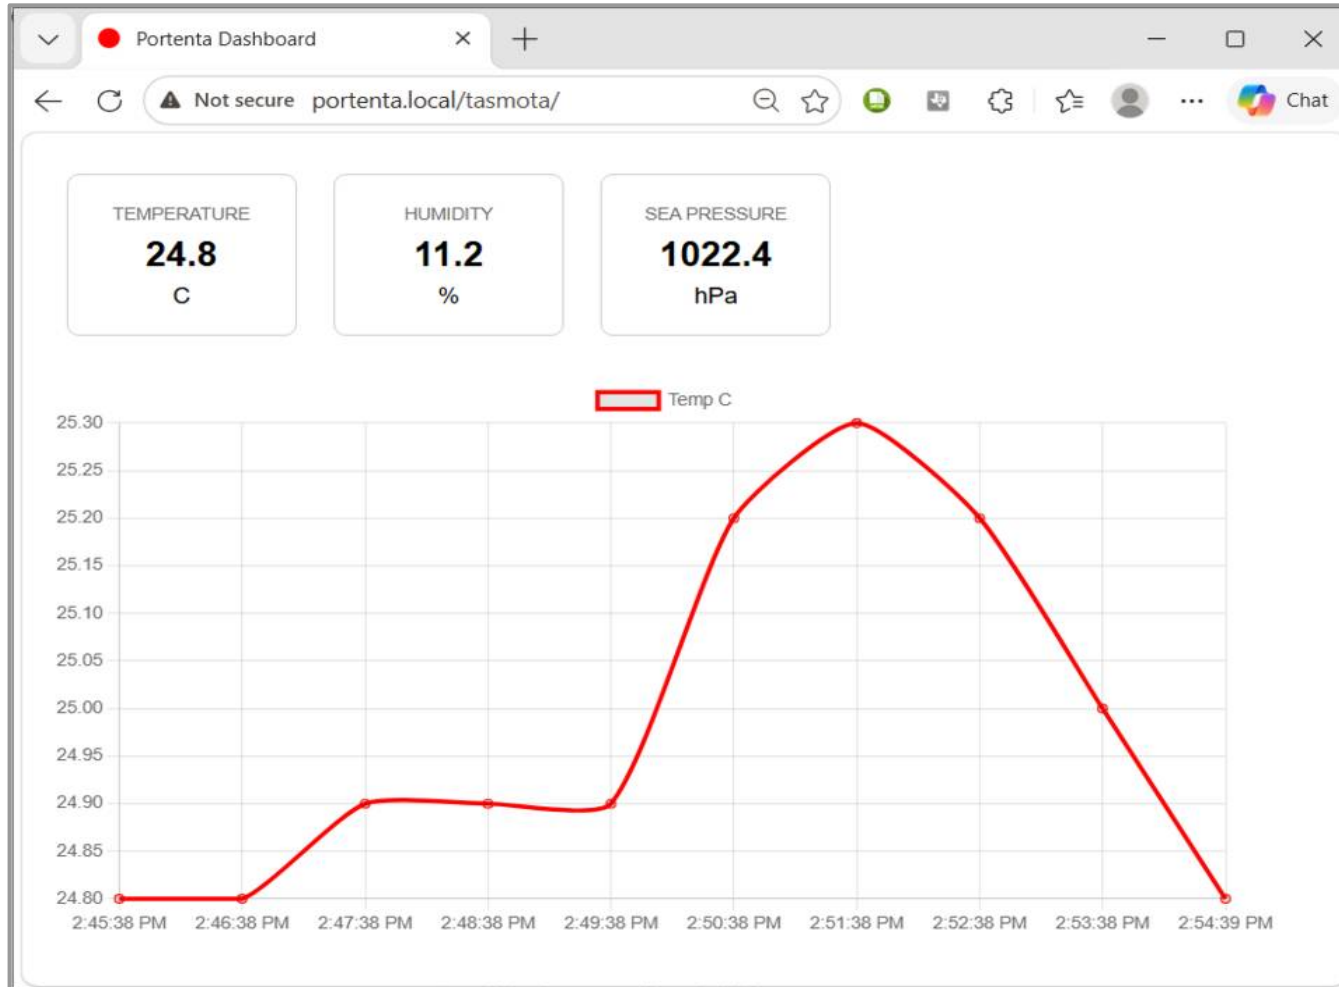 Portenta Dashboard
Not secure portenta.local/tasmota/
Chat
TEMPERATURE
24.8
C
HUMIDITY
11.2
%
SEA PRESSURE
1022.4
hPa
Temp C
25.30
25.25
25.20
25.15
25.10
25.05
25.00
24.95
24.90
24.85
24.80
2:45:38 PM 2:46:38 PM 2:47:38 PM 2:48:38 PM 2:49:38 PM 2:50:38 PM 2:51:38 PM 2:52:38 PM 2:53:38 PM 2:54:39 PM